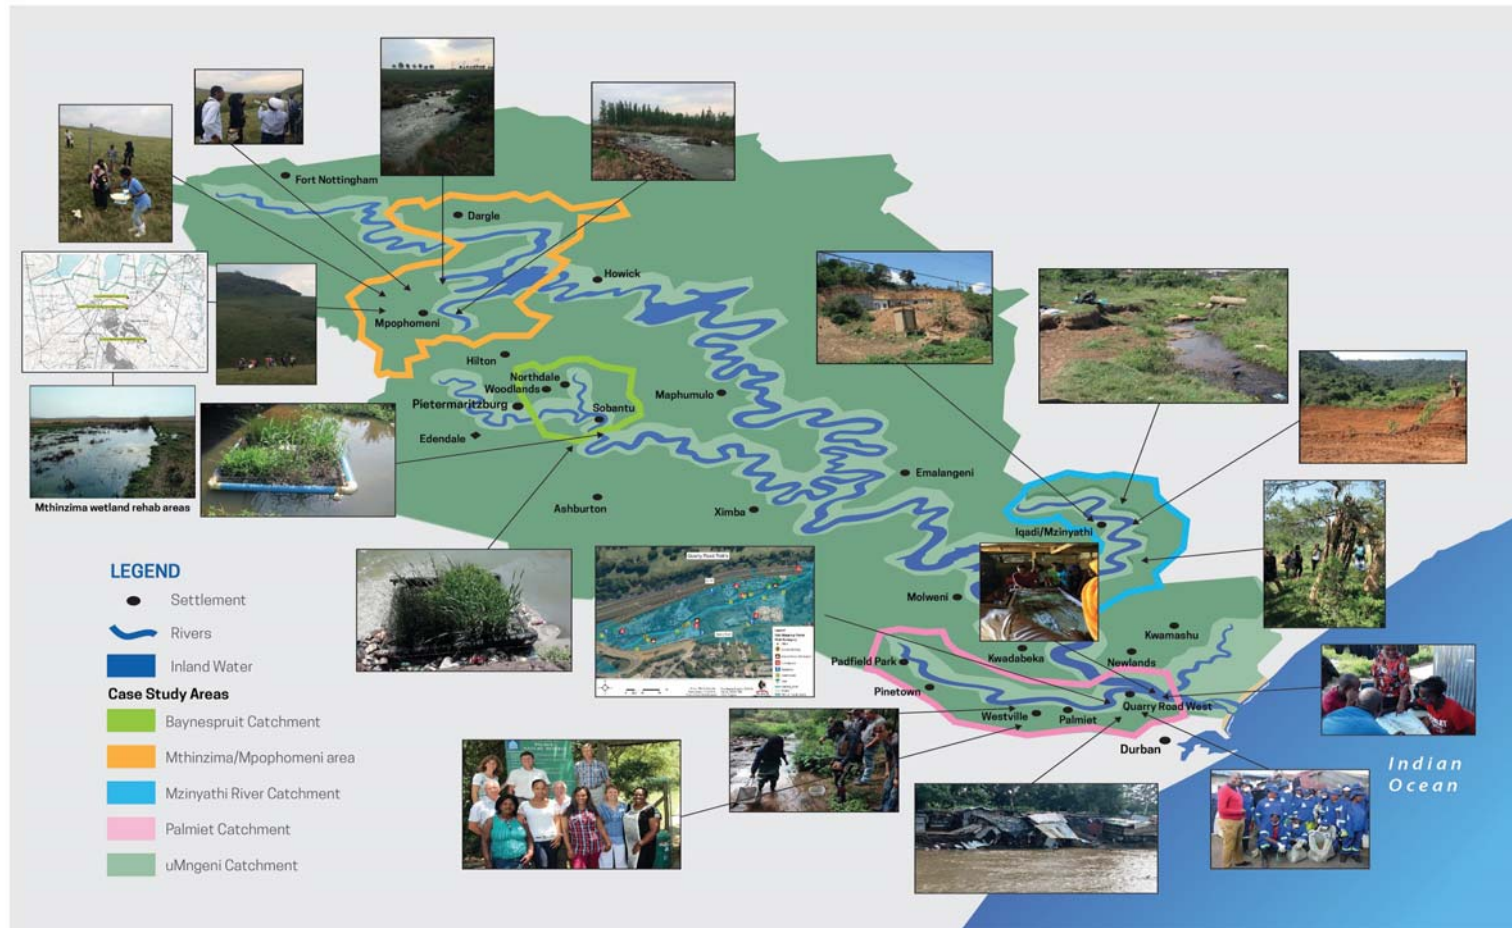 Fort Nottingham
Dargle
Howick
Mpophomeni
Hilton
Northdale
Woodlands
Pietermaritzburg
Sobantu
Maphumulo
Edendale
Mthinzima wetland rehab areas
Emalangeni
Ashburton
Ximba
Iqadi/Mzinyathi
Molweni
Kwamashu
Padfield Park
Kwadabeka
Newlands
Pinetown
Quarry Road West
Westville
Palmiet
Durban
Indian
Ocean
LEGEND
Settlement
Rivers
Inland Water
Case Study Areas
Baynespruit Catchment
Mthinzima/Mpophomeni area
Mzinyathi River Catchment
Palmiet Catchment
uMngeni Catchment